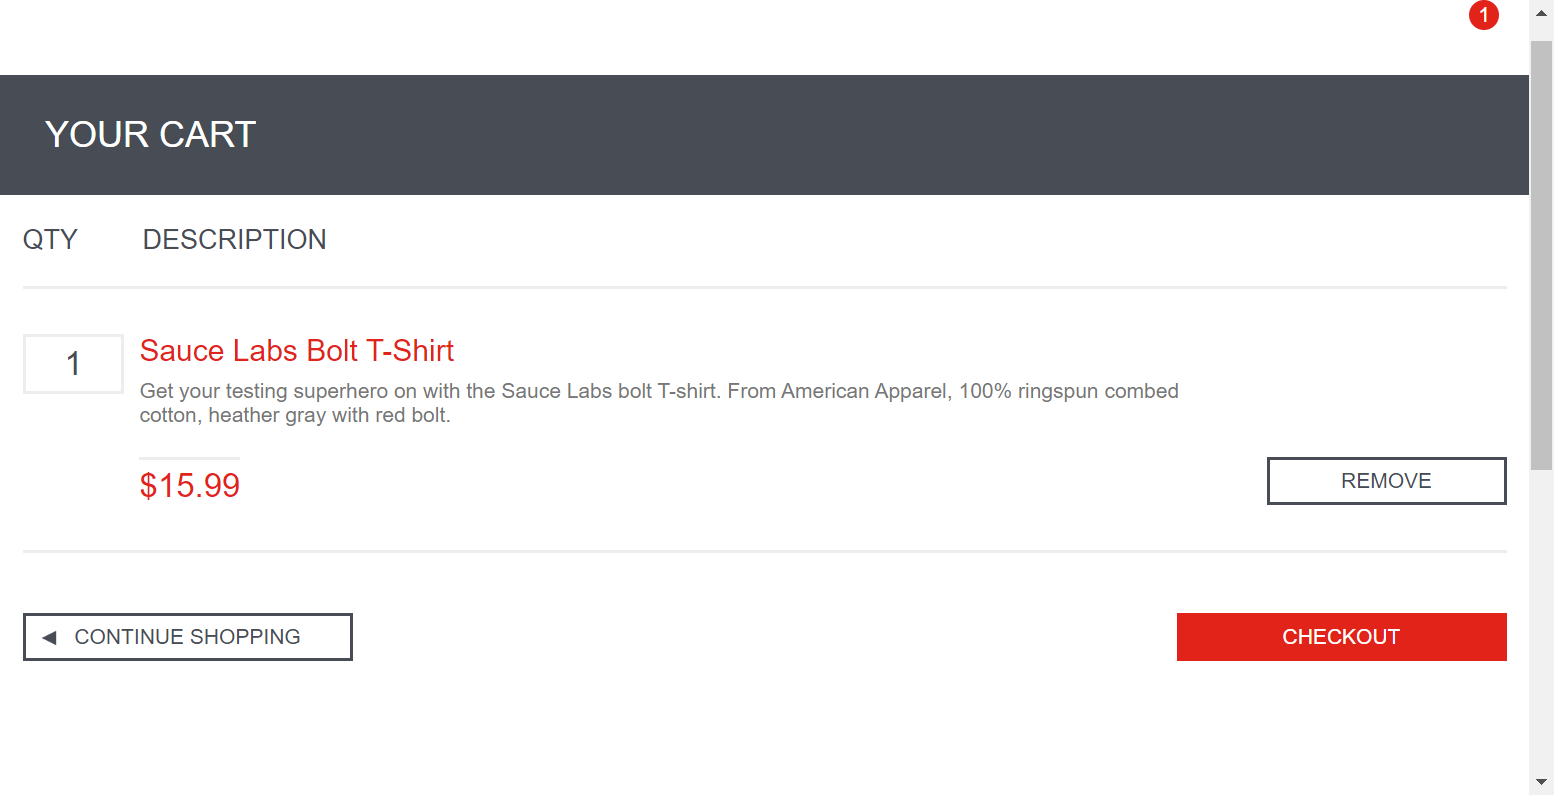 1
YOUR CART
QTY DESCRIPTION
1
Sauce Labs Bolt T-Shirt
Get your testing superhero on with the Sauce Labs bolt T-shirt. From American Apparel, 100% ringspun combed
cotton, heather gray with red bolt.
$15.99
REMOVE
CONTINUE SHOPPING
CHECKOUT